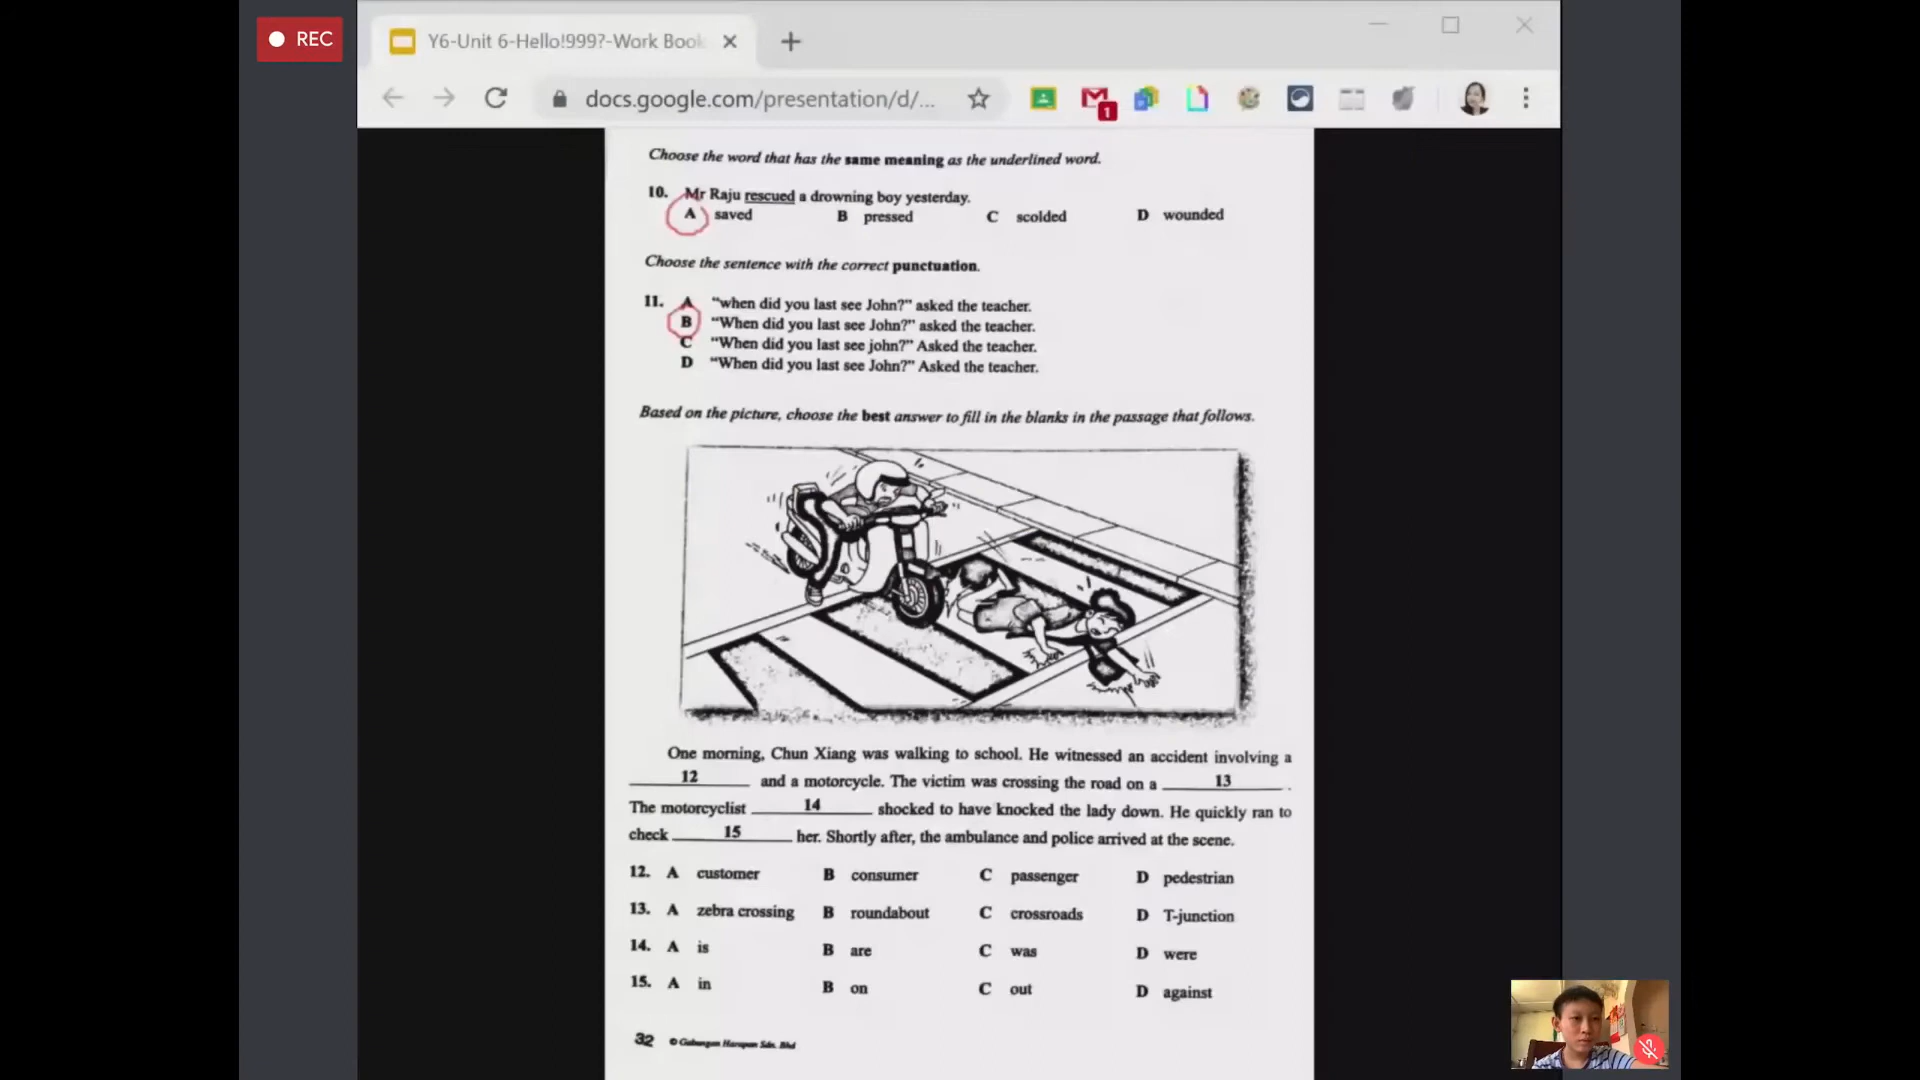 REC
Y6-Unit 6-Hello!999?-Work Book
docs.google.com/presentation/d/...
1
Choose the word that has the same meaning as the underlined word.
10. Mr Raju rescued a drowning boy yesterday.
A saved B pressed C scolded D wounded
Choose the sentence with the correct punctuation.
11. A "when did you last see John?" asked the teacher.
B "When did you last see John?" asked the teacher.
C "When did you last see john?" Asked the teacher.
D "When did you last see John?" Asked the teacher.
Based on the picture, choose the best answer to fill in the blanks in the passage that follows.
One morning, Chun Xiang was walking to school. He witnessed an accident involving a
12 and a motorcycle. The victim was crossing the road on a 13 .
The motorcyclist 14 shocked to have knocked the lady down. He quickly ran to
check 15 her. Shortly after, the ambulance and police arrived at the scene.
12. A customer B consumer C passenger D pedestrian
13. A zebra crossing B roundabout C crossroads D T-junction
14. A is B are C was D were
15. A in B on C out D against
32 © Gabungan Harapan Sdn. Bhd